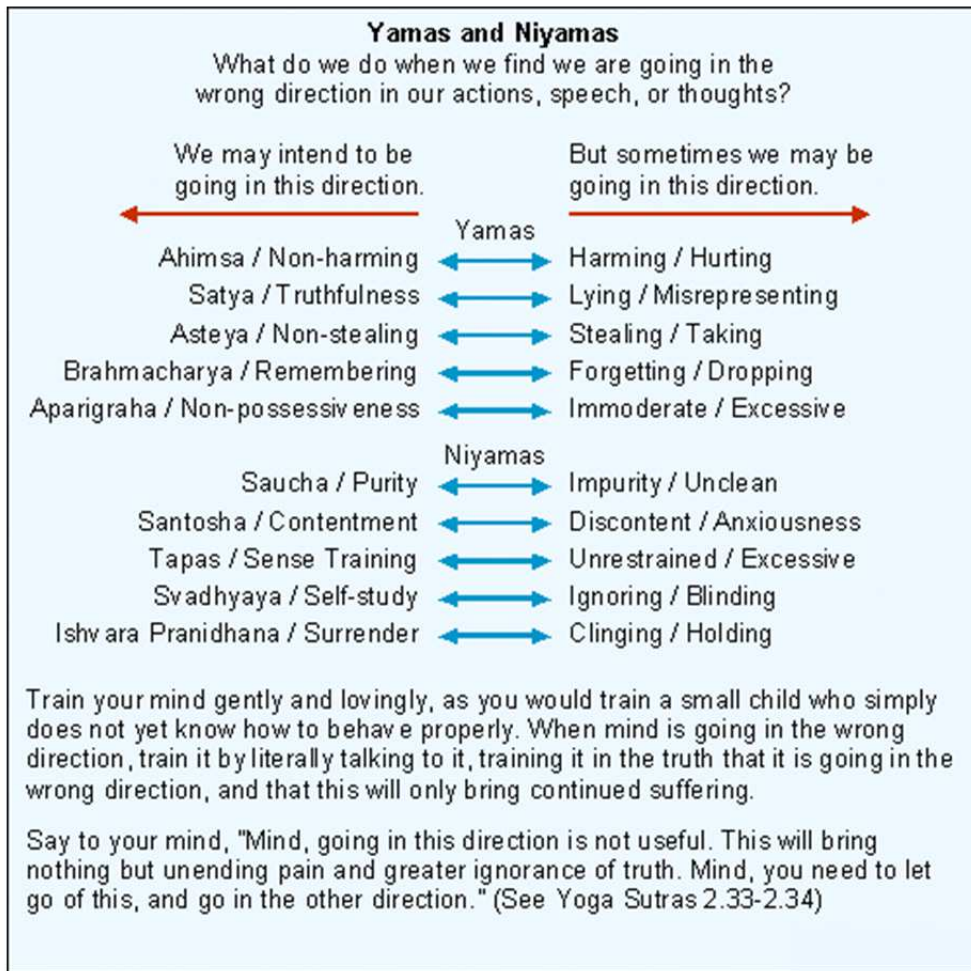 Yamas and Niyamas
What do we do when we find we are going in the
wrong direction in our actions, speech, or thoughts?
We may intend to be
going in this direction.
But sometimes we may be
going in this direction.
Yamas
Ahimsa / Non-harming Harming / Hurting
Satya / Truthfulness Lying / Misrepresenting
Asteya / Non-stealing Stealing / Taking
Brahmacharya / Remembering Forgetting / Dropping
Aparigraha / Non-possessiveness Immoderate / Excessive
Niyamas
Saucha / Purity Impurity / Unclean
Santosha / Contentment Discontent / Anxiousness
Tapas / Sense Training Unrestrained / Excessive
Svadhyaya / Self-study Ignoring / Blinding
Ishvara Pranidhana / Surrender Clinging / Holding
Train your mind gently and lovingly, as you would train a small child who simply
does not yet know how to behave properly. When mind is going in the wrong
direction, train it by literally talking to it, training it in the truth that it is going in the
wrong direction, and that this will only bring continued suffering.
Say to your mind, "Mind, going in this direction is not useful. This will bring
nothing but unending pain and greater ignorance of truth. Mind, you need to let
go of this, and go in the other direction." (See Yoga Sutras 2.33-2.34)